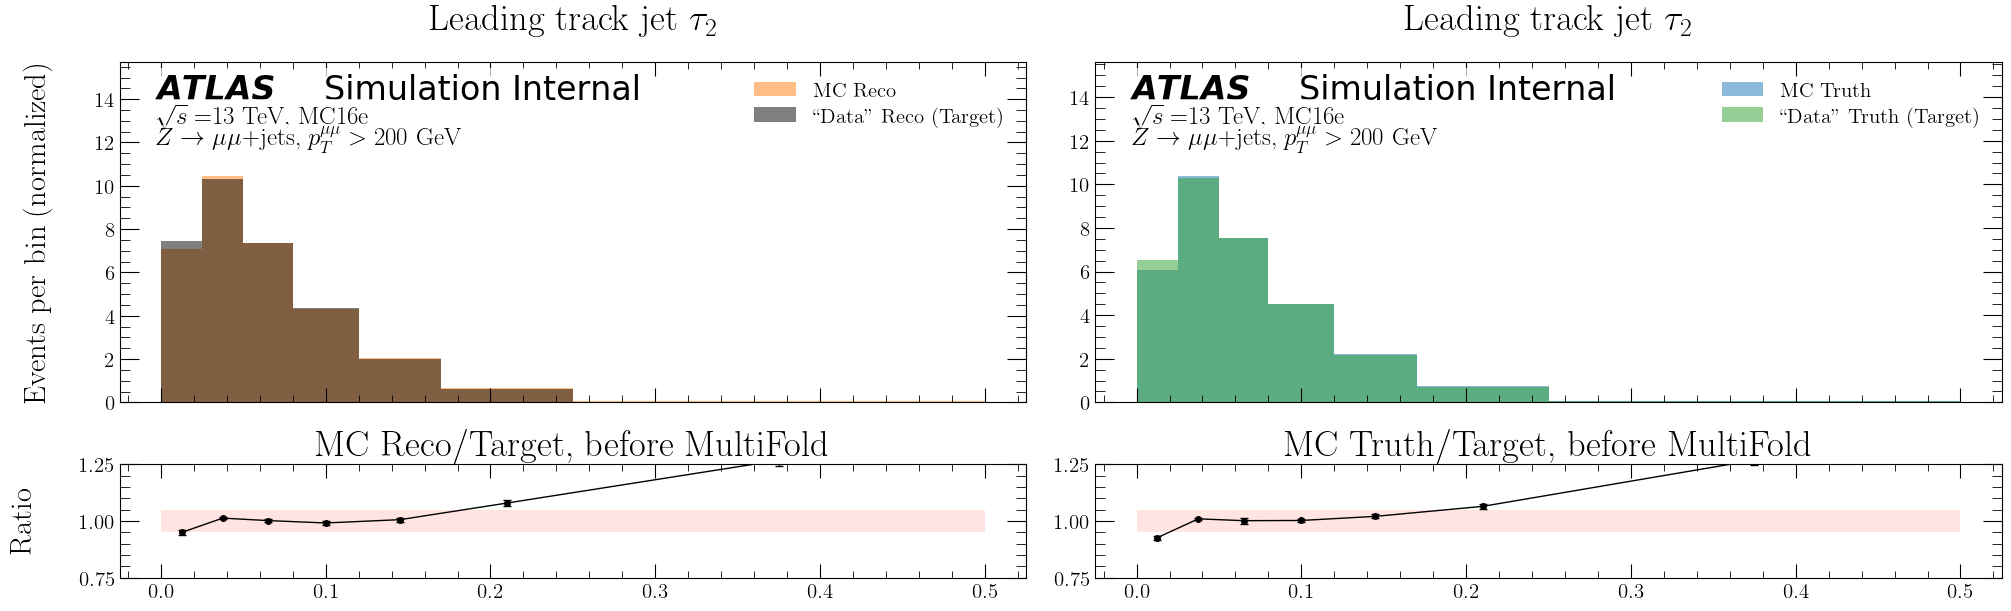 Leading track jet τ₂
Events per bin (normalized)
ATLAS Simulation Internal
√s =13 TeV, MC16e
Z → μμ+jets, p_T^{μμ} > 200 GeV
MC Reco
“Data” Reco (Target)
14
12
10
8
6
4
2
0
MC Reco/Target, before MultiFold
Ratio
1.25
1.00
0.75
0.0 0.1 0.2 0.3 0.4 0.5
Leading track jet τ₂
ATLAS Simulation Internal
√s =13 TeV, MC16e
Z → μμ+jets, p_T^{μμ} > 200 GeV
MC Truth
“Data” Truth (Target)
14
12
10
8
6
4
2
0
MC Truth/Target, before MultiFold
1.25
1.00
0.75
0.0 0.1 0.2 0.3 0.4 0.5